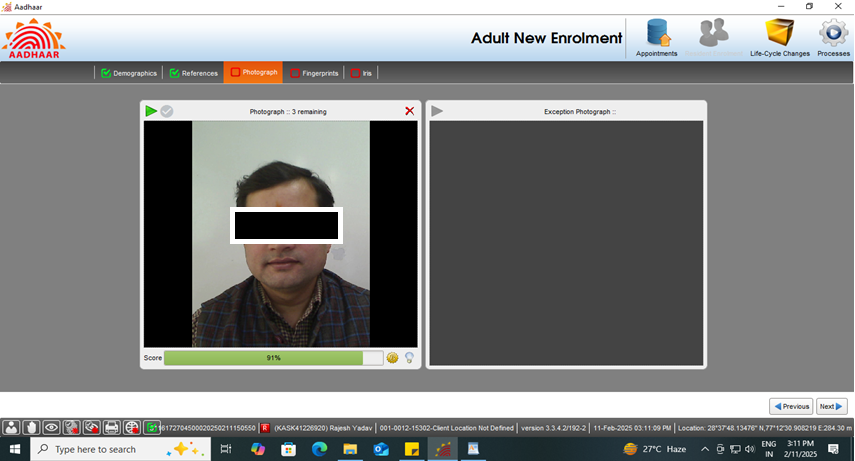 Aadhaar
AADHAAR
Adult New Enrolment
Appointments
Life-Cycle Changes
Processes
Demographics
References
Photograph
Fingerprints
Iris
Photograph :: 3 remaining
Exception Photograph ::
Score
91%
Previous
Next
R
(KASK41226920) Rajesh Yadav
001-0012-15302-Client Location Not Defined
version 3.3.4.2/192-2
11-Feb-2025 03:11:09 PM
Location: 28°37'48.13476" N,77°12'30.908219 E:284.30 m
Type here to search
27°C Haze
ENG
IN
3:11 PM
2/11/2025